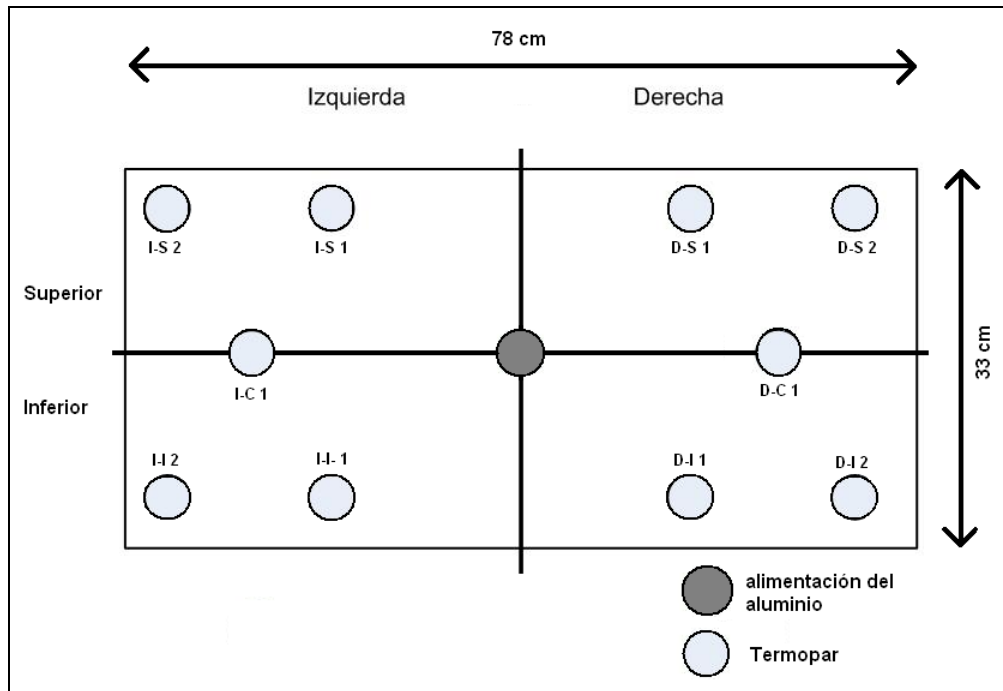 78 cm
Izquierda
Derecha
I-S 2
I-S 1
D-S 1
D-S 2
Superior
33 cm
I-C 1
D-C 1
Inferior
I-I 2
I-I- 1
D-I 1
D-I 2
alimentación del
aluminio
Termopar